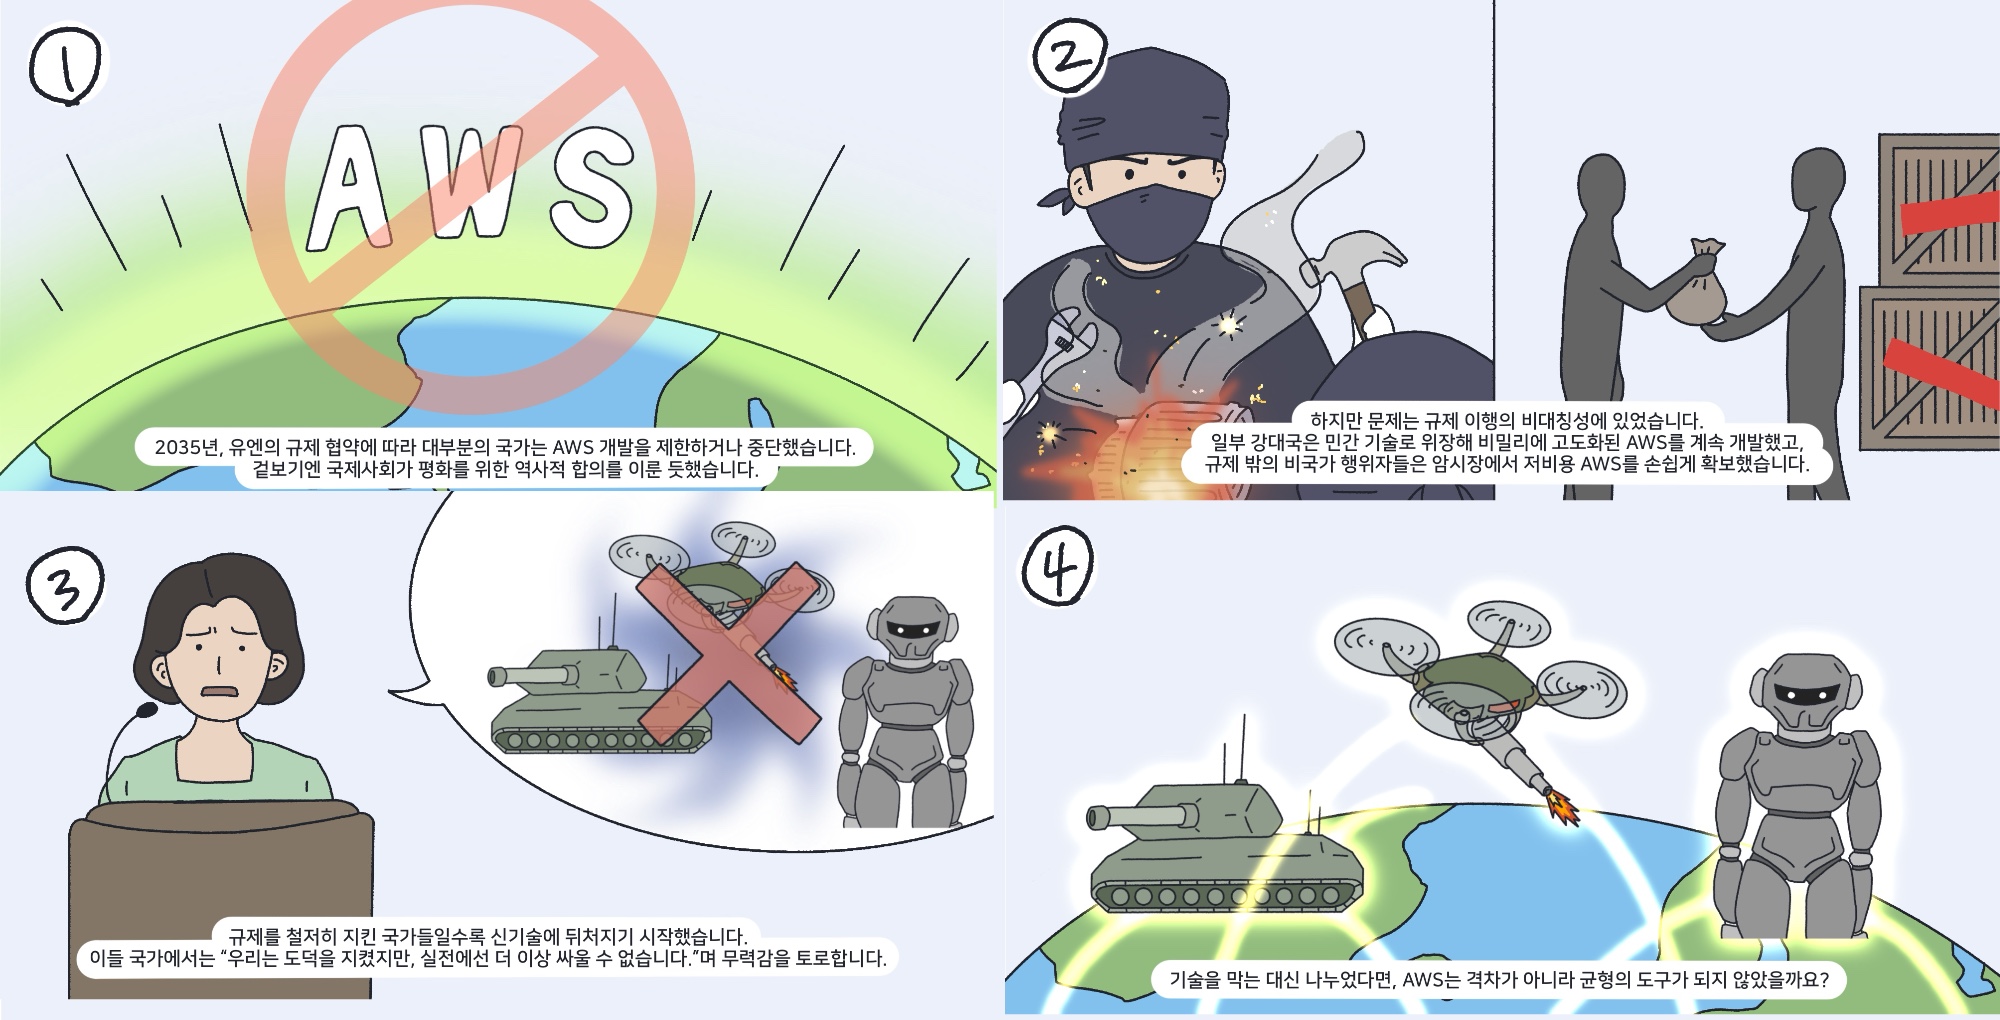 1
AWS
2035년, 유엔의 규제 협약에 따라 대부분의 국가는 AWS 개발을 제한하거나 중단했습니다.
겉보기엔 국제사회가 평화를 위한 역사적 합의를 이룬 듯했습니다.
2
하지만 문제는 규제 이행의 비대칭성에 있었습니다.
일부 강대국은 민간 기술로 위장해 비밀리에 고도화된 AWS를 계속 개발했고,
규제 밖의 비국가 행위자들은 암시장에서 저비용 AWS를 손쉽게 확보했습니다.
3
규제를 철저히 지킨 국가들일수록 신기술에 뒤처지기 시작했습니다.
이들 국가에서는 “우리는 도덕을 지켰지만, 실전에선 더 이상 싸울 수 없습니다.”며 무력감을 토로합니다.
4
기술을 막는 대신 나누었다면, AWS는 격차가 아니라 균형의 도구가 되지 않았을까요?